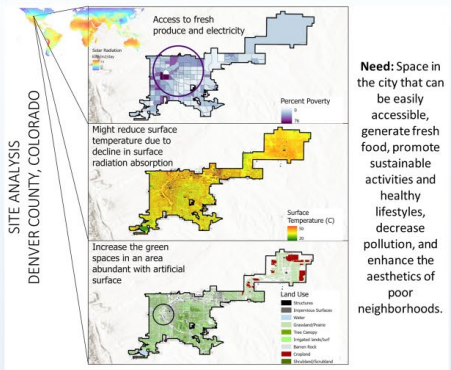 SITE ANALYSIS
DENVER COUNTY, COLORADO
Solar Radiation
Access to fresh
produce and electricity
Percent Poverty
0
76
Might reduce surface
temperature due to
decline in surface
radiation absorption
Surface
Temperature (C)
50
20
Increase the green
spaces in an area
abundant with artificial
surface
Land Use
Structures
Impervious Surfaces
Water
Grassland/Prairie
Tree Canopy
Irrigated lands/turf
Barren Rock
Cropland
Shrubland/Scrubland
Need: Space in
the city that can
be easily
accessible,
generate fresh
food, promote
sustainable
activities and
healthy
lifestyles,
decrease
pollution, and
enhance the
aesthetics of
poor
neighborhoods.